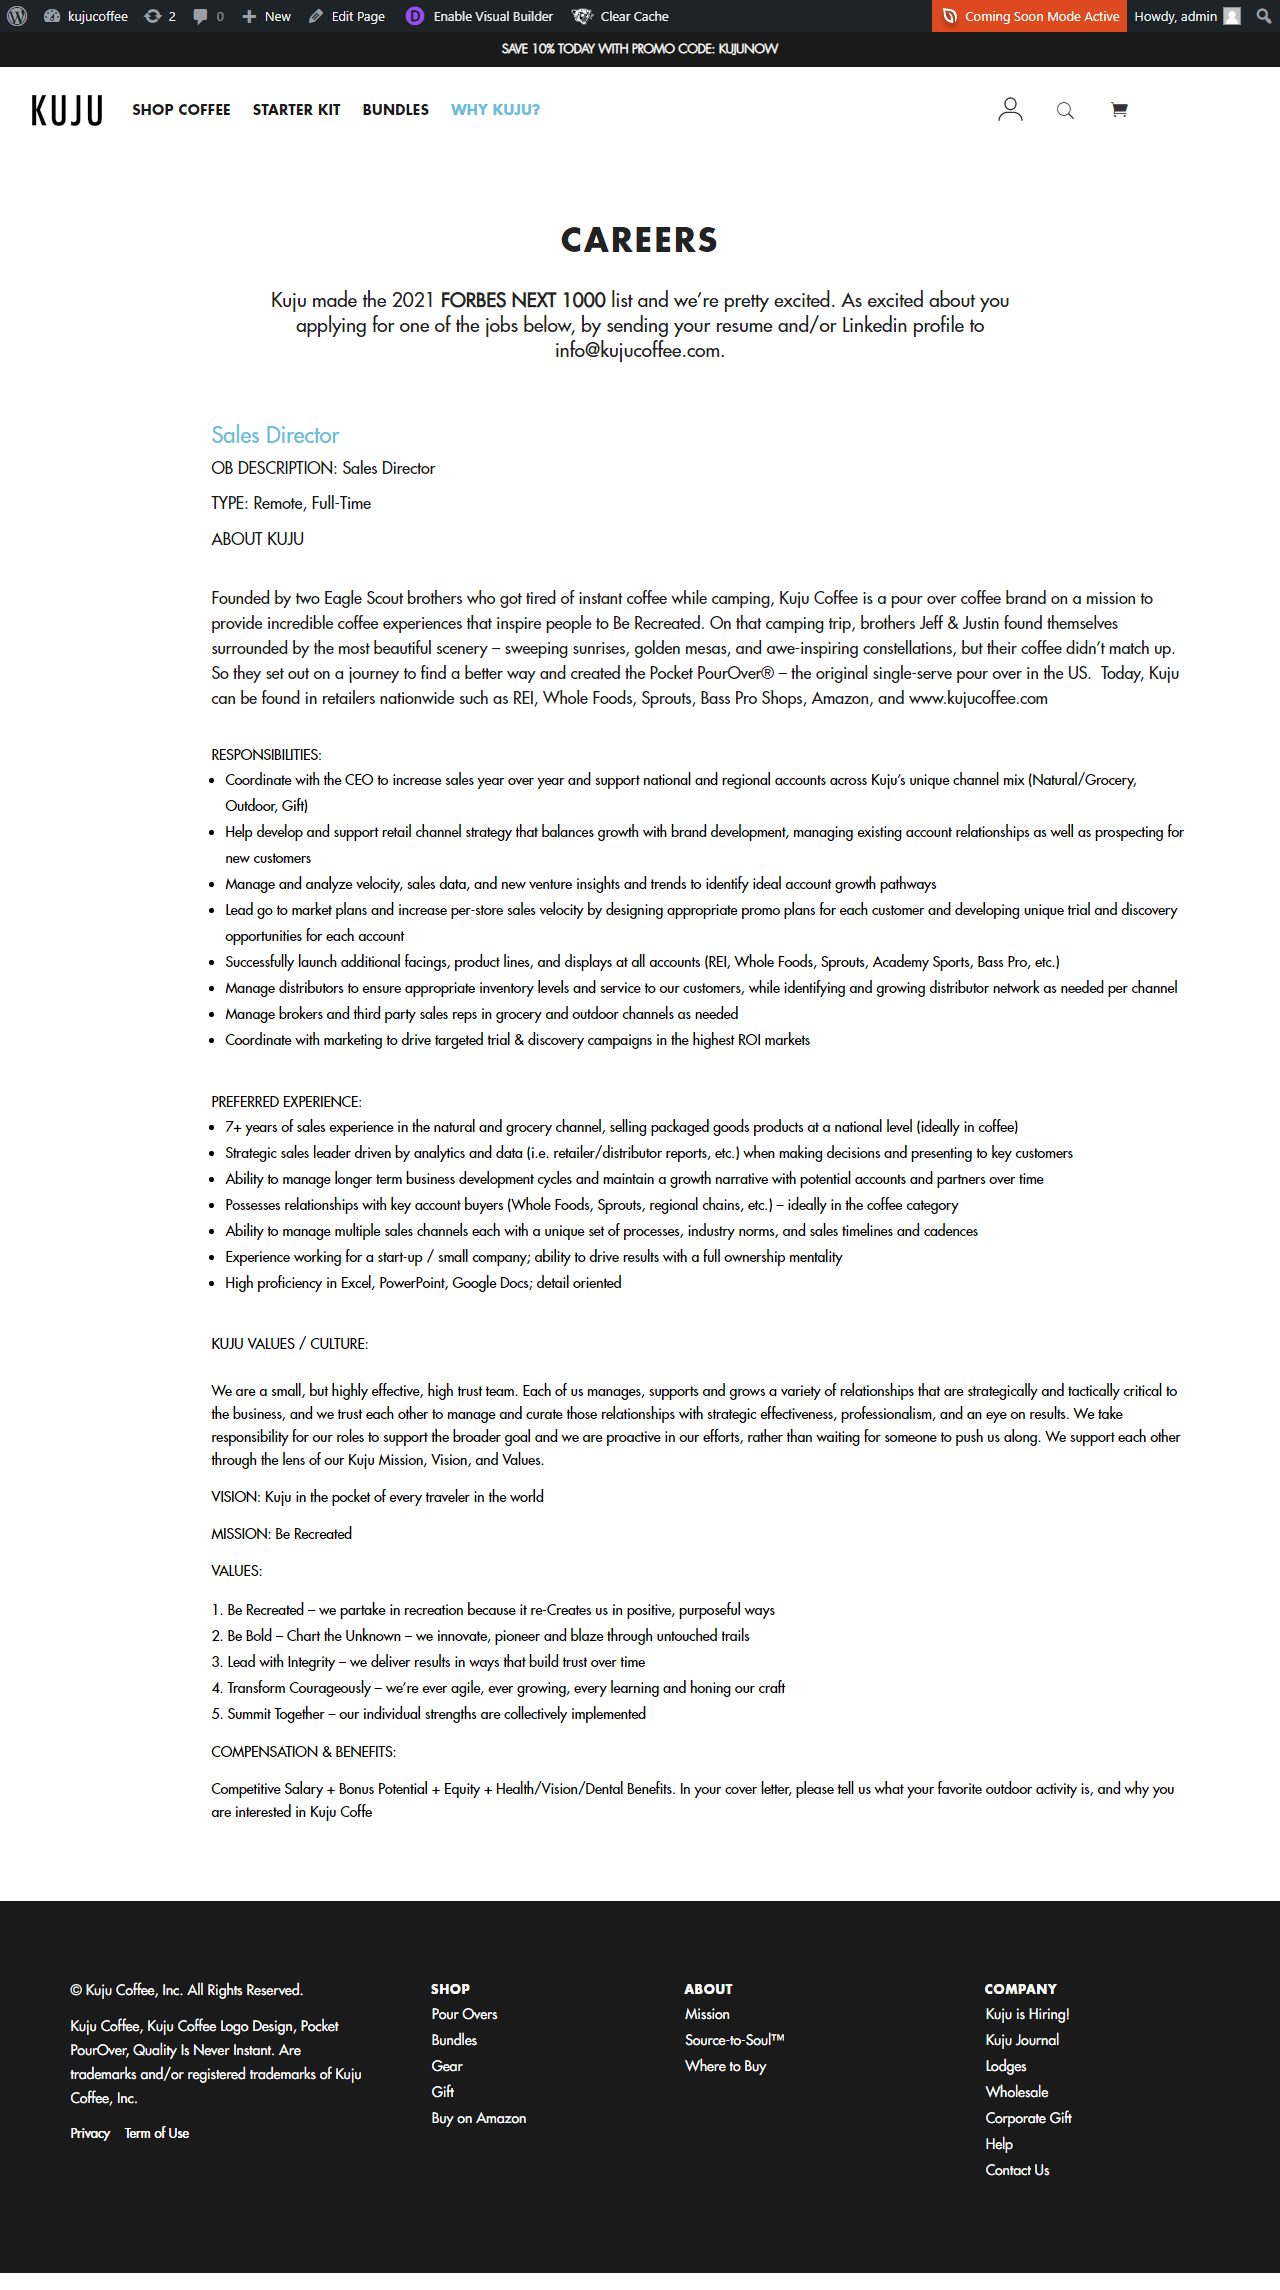 kujucoffee 2 0 New Edit Page Enable Visual Builder Clear Cache Coming Soon Mode Active Howdy, admin
SAVE 10% TODAY WITH PROMO CODE: KUJUNOW
KUJU SHOP COFFEE STARTER KIT BUNDLES WHY KUJU?
CAREERS
Kuju made the 2021 FORBES NEXT 1000 list and we’re pretty excited. As excited about you
applying for one of the jobs below, by sending your resume and/or Linkedin profile to
info@kujucoffee.com.
Sales Director
OB DESCRIPTION: Sales Director
TYPE: Remote, Full-Time
ABOUT KUJU
Founded by two Eagle Scout brothers who got tired of instant coffee while camping, Kuju Coffee is a pour over coffee brand on a mission to
provide incredible coffee experiences that inspire people to Be Recreated. On that camping trip, brothers Jeff & Justin found themselves
surrounded by the most beautiful scenery – sweeping sunrises, golden mesas, and awe-inspiring constellations, but their coffee didn’t match up.
So they set out on a journey to find a better way and created the Pocket PourOver® – the original single-serve pour over in the US. Today, Kuju
can be found in retailers nationwide such as REI, Whole Foods, Sprouts, Bass Pro Shops, Amazon, and www.kujucoffee.com
RESPONSIBILITIES:
• Coordinate with the CEO to increase sales year over year and support national and regional accounts across Kuju’s unique channel mix (Natural/Grocery,
Outdoor, Gift)
• Help develop and support retail channel strategy that balances growth with brand development, managing existing account relationships as well as prospecting for
new customers
• Manage and analyze velocity, sales data, and new venture insights and trends to identify ideal account growth pathways
• Lead go to market plans and increase per-store sales velocity by designing appropriate promo plans for each customer and developing unique trial and discovery
opportunities for each account
• Successfully launch additional facings, product lines, and displays at all accounts (REI, Whole Foods, Sprouts, Academy Sports, Bass Pro, etc.)
• Manage distributors to ensure appropriate inventory levels and service to our customers, while identifying and growing distributor network as needed per channel
• Manage brokers and third party sales reps in grocery and outdoor channels as needed
• Coordinate with marketing to drive targeted trial & discovery campaigns in the highest ROI markets
PREFERRED EXPERIENCE:
• 7+ years of sales experience in the natural and grocery channel, selling packaged goods products at a national level (ideally in coffee)
• Strategic sales leader driven by analytics and data (i.e. retailer/distributor reports, etc.) when making decisions and presenting to key customers
• Ability to manage longer term business development cycles and maintain a growth narrative with potential accounts and partners over time
• Possesses relationships with key account buyers (Whole Foods, Sprouts, regional chains, etc.) – ideally in the coffee category
• Ability to manage multiple sales channels each with a unique set of processes, industry norms, and sales timelines and cadences
• Experience working for a start-up / small company; ability to drive results with a full ownership mentality
• High proficiency in Excel, PowerPoint, Google Docs; detail oriented
KUJU VALUES / CULTURE:
We are a small, but highly effective, high trust team. Each of us manages, supports and grows a variety of relationships that are strategically and tactically critical to
the business, and we trust each other to manage and curate those relationships with strategic effectiveness, professionalism, and an eye on results. We take
responsibility for our roles to support the broader goal and we are proactive in our efforts, rather than waiting for someone to push us along. We support each other
through the lens of our Kuju Mission, Vision, and Values.
VISION: Kuju in the pocket of every traveler in the world
MISSION: Be Recreated
VALUES:
1. Be Recreated – we partake in recreation because it re-Creates us in positive, purposeful ways
2. Be Bold – Chart the Unknown – we innovate, pioneer and blaze through untouched trails
3. Lead with Integrity – we deliver results in ways that build trust over time
4. Transform Courageously – we’re ever agile, ever growing, every learning and honing our craft
5. Summit Together – our individual strengths are collectively implemented
COMPENSATION & BENEFITS:
Competitive Salary + Bonus Potential + Equity + Health/Vision/Dental Benefits. In your cover letter, please tell us what your favorite outdoor activity is, and why you
are interested in Kuju Coffe
© Kuju Coffee, Inc. All Rights Reserved.
Kuju Coffee, Kuju Coffee Logo Design, Pocket
PourOver, Quality Is Never Instant. Are
trademarks and/or registered trademarks of Kuju
Coffee, Inc.
Privacy Term of Use
SHOP
Pour Overs
Bundles
Gear
Gift
Buy on Amazon
ABOUT
Mission
Source-to-Soul™
Where to Buy
COMPANY
Kuju is Hiring!
Kuju Journal
Lodges
Wholesale
Corporate Gift
Help
Contact Us